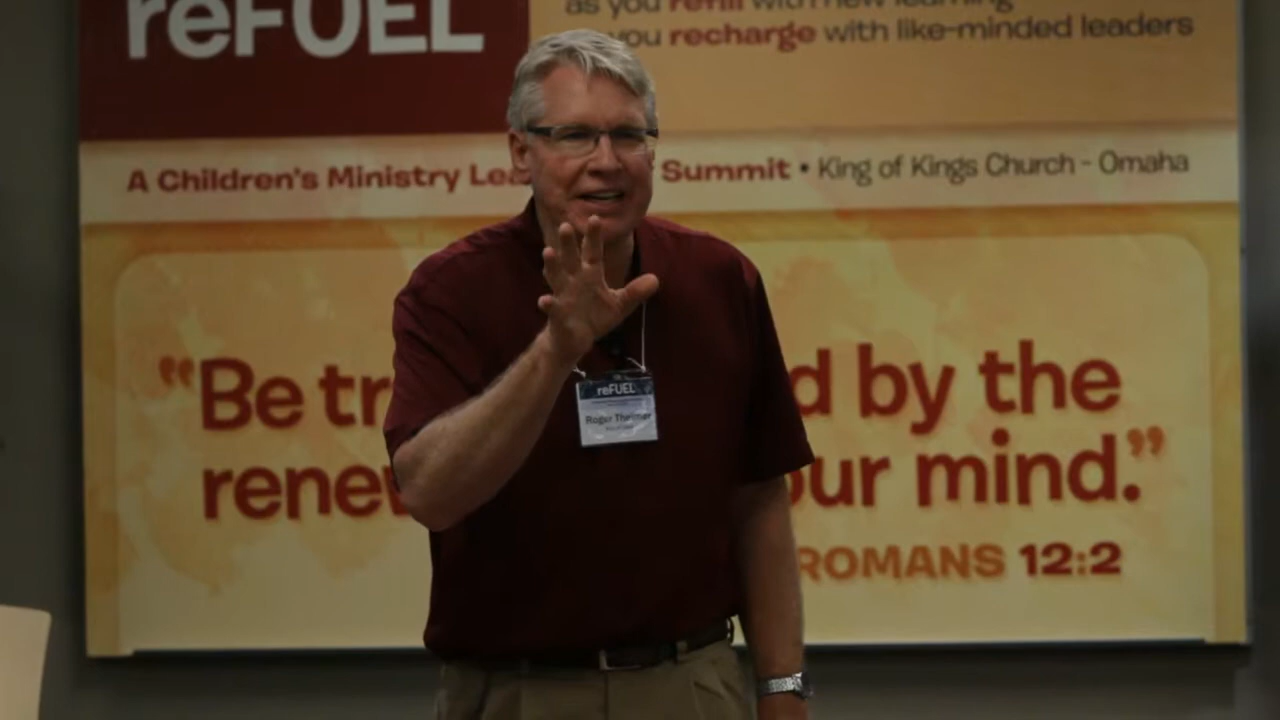 reFUEL
as you refill with new learning
you recharge with like-minded leaders
A Children's Ministry Lea Summit • King of Kings Church - Omaha
"Be tr d by the
renew our mind."
ROMANS 12:2
reFUEL
Roger Theimer